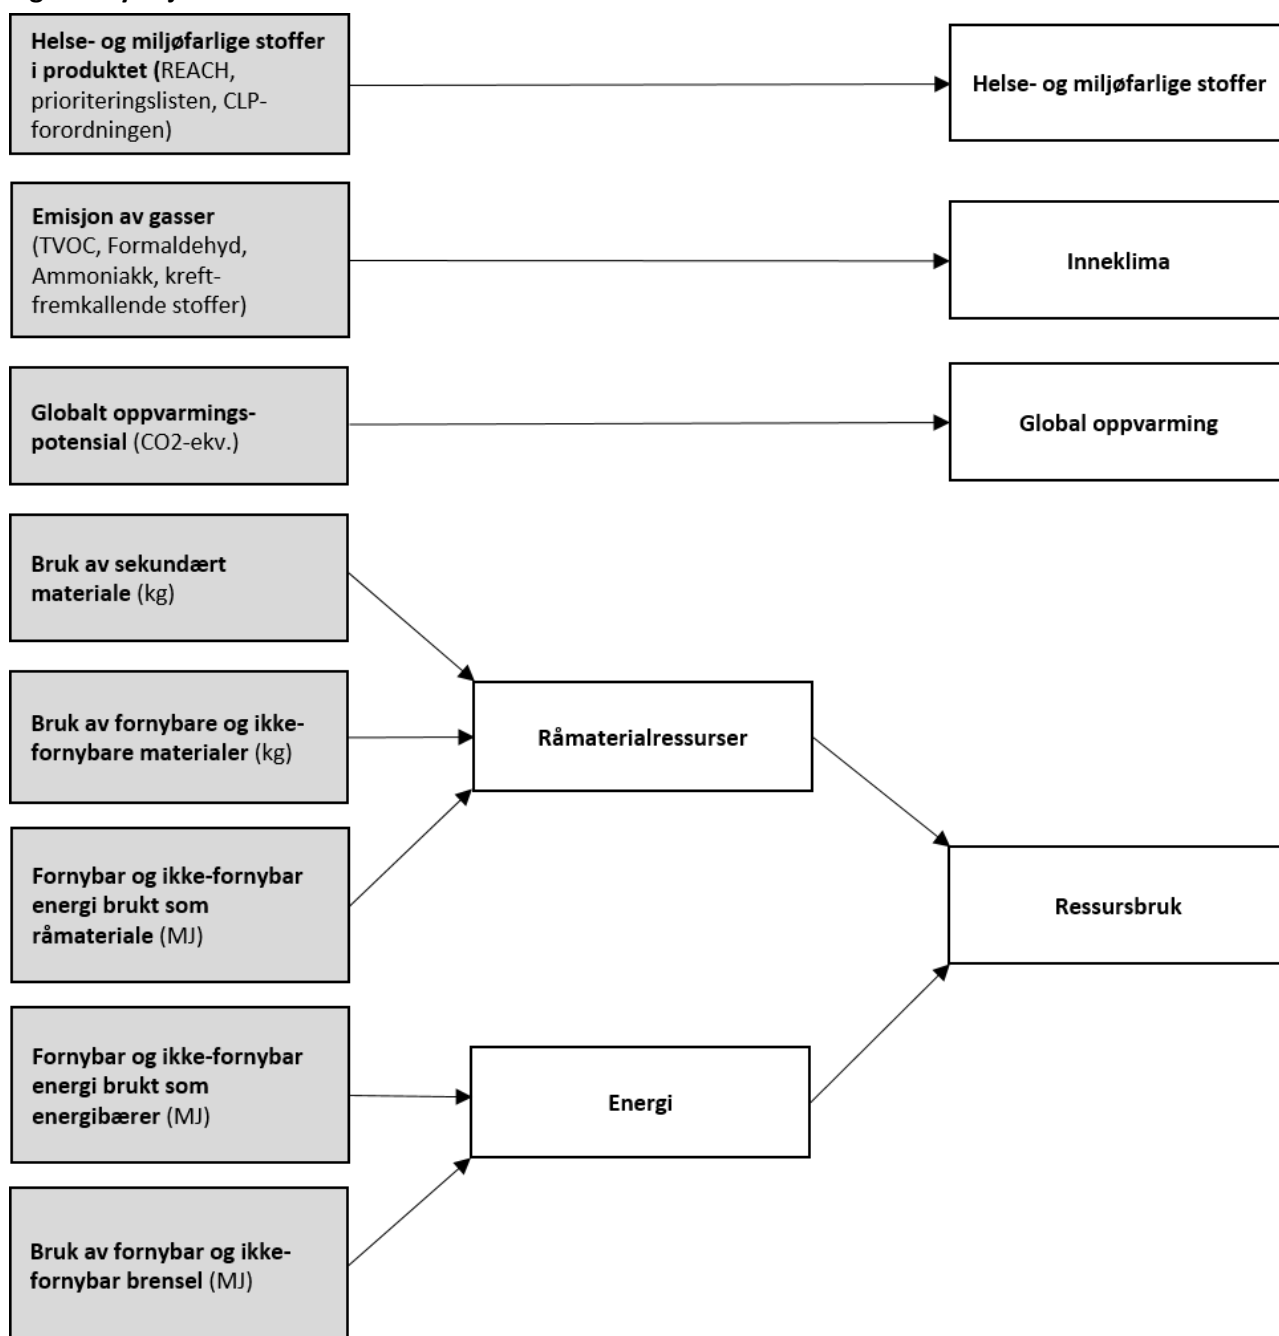 Helse- og miljøfarlige stoffer
i produktet (REACH,
prioriteringslisten, CLP-
forordningen)
Helse- og miljøfarlige stoffer
Emisjon av gasser
(TVOC, Formaldehyd,
Ammoniakk, kreft-
fremkallende stoffer)
Inneklima
Globalt oppvarmings-
potensial (CO2-ekv.)
Global oppvarming
Bruk av sekundært
materiale (kg)
Bruk av fornybare og ikke-
fornybare materialer (kg)
Råmaterialressurser
Fornybar og ikke-fornybar
energi brukt som
råmateriale (MJ)
Ressursbruk
Fornybar og ikke-fornybar
energi brukt som
energibærer (MJ)
Energi
Bruk av fornybar og ikke-
fornybar brensel (MJ)